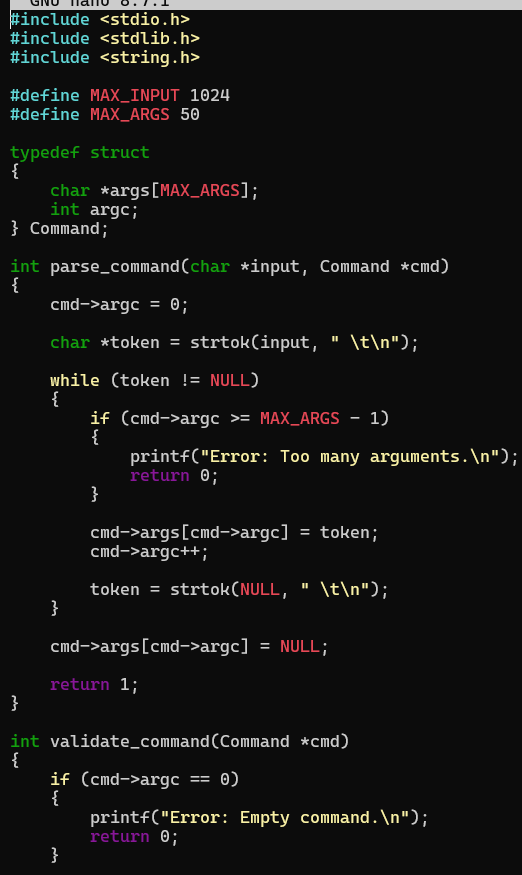 GNU nano 8.7.1
#include <stdio.h>
#include <stdlib.h>
#include <string.h>

#define MAX_INPUT 1024
#define MAX_ARGS 50

typedef struct
{
    char *args[MAX_ARGS];
    int argc;
} Command;

int parse_command(char *input, Command *cmd)
{
    cmd->argc = 0;

    char *token = strtok(input, " \t\n");

    while (token != NULL)
    {
        if (cmd->argc >= MAX_ARGS - 1)
        {
            printf("Error: Too many arguments.\n");
            return 0;
        }

        cmd->args[cmd->argc] = token;
        cmd->argc++;

        token = strtok(NULL, " \t\n");
    }

    cmd->args[cmd->argc] = NULL;

    return 1;
}

int validate_command(Command *cmd)
{
    if (cmd->argc == 0)
    {
        printf("Error: Empty command.\n");
        return 0;
    }